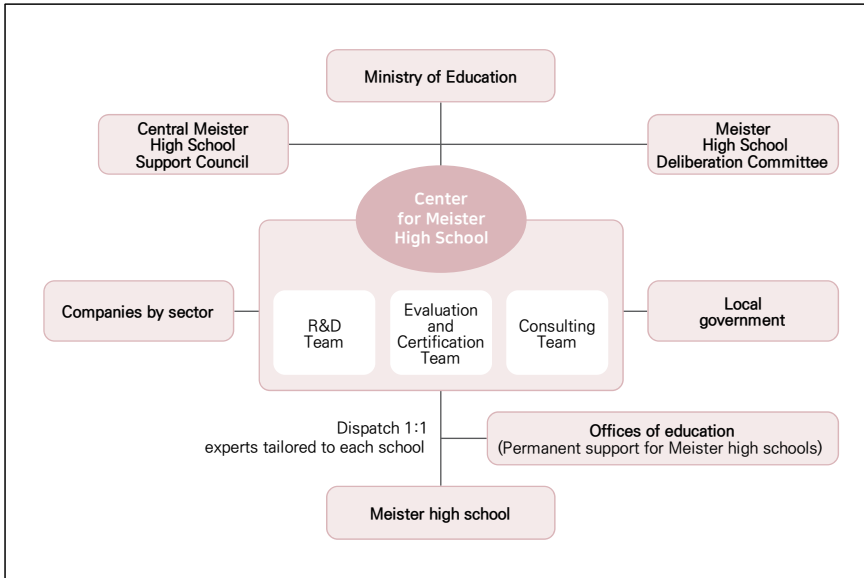 Ministry of Education
Central Meister
High School
Support Council
Meister
High School
Deliberation Committee
Center
for Meister
High School
Companies by sector
R&D
Team
Evaluation
and
Certification
Team
Consulting
Team
Local
government
Dispatch 1:1
experts tailored to each school
Offices of education
(Permanent support for Meister high schools)
Meister high school